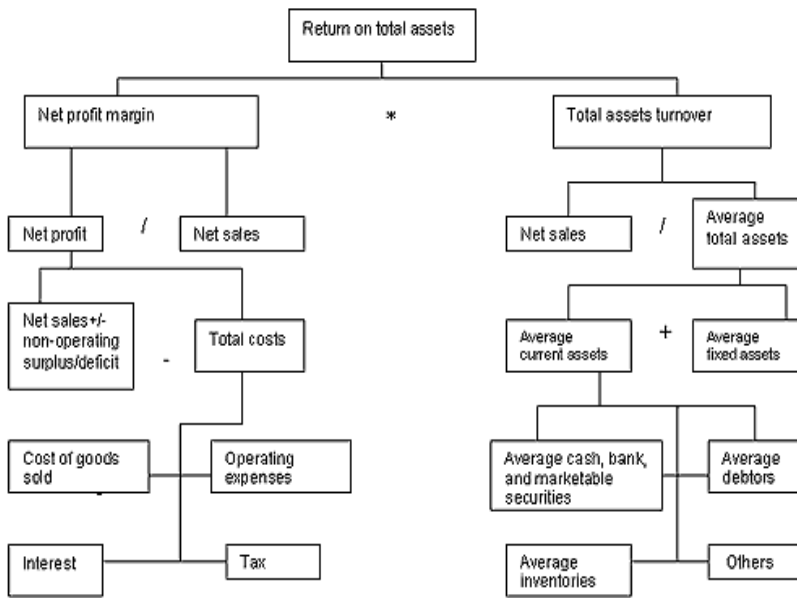 Return on total assets
Net profit margin
*
Total assets turnover
Net profit
/
Net sales
Net sales
/
Average
total assets
Net sales+/-
non-operating
surplus/deficit
-
Total costs
Average
current assets
+
Average
fixed assets
Cost of goods
sold
Operating
expenses
Average cash, bank,
and marketable
securities
Average
debtors
Interest
Tax
Average
inventories
Others